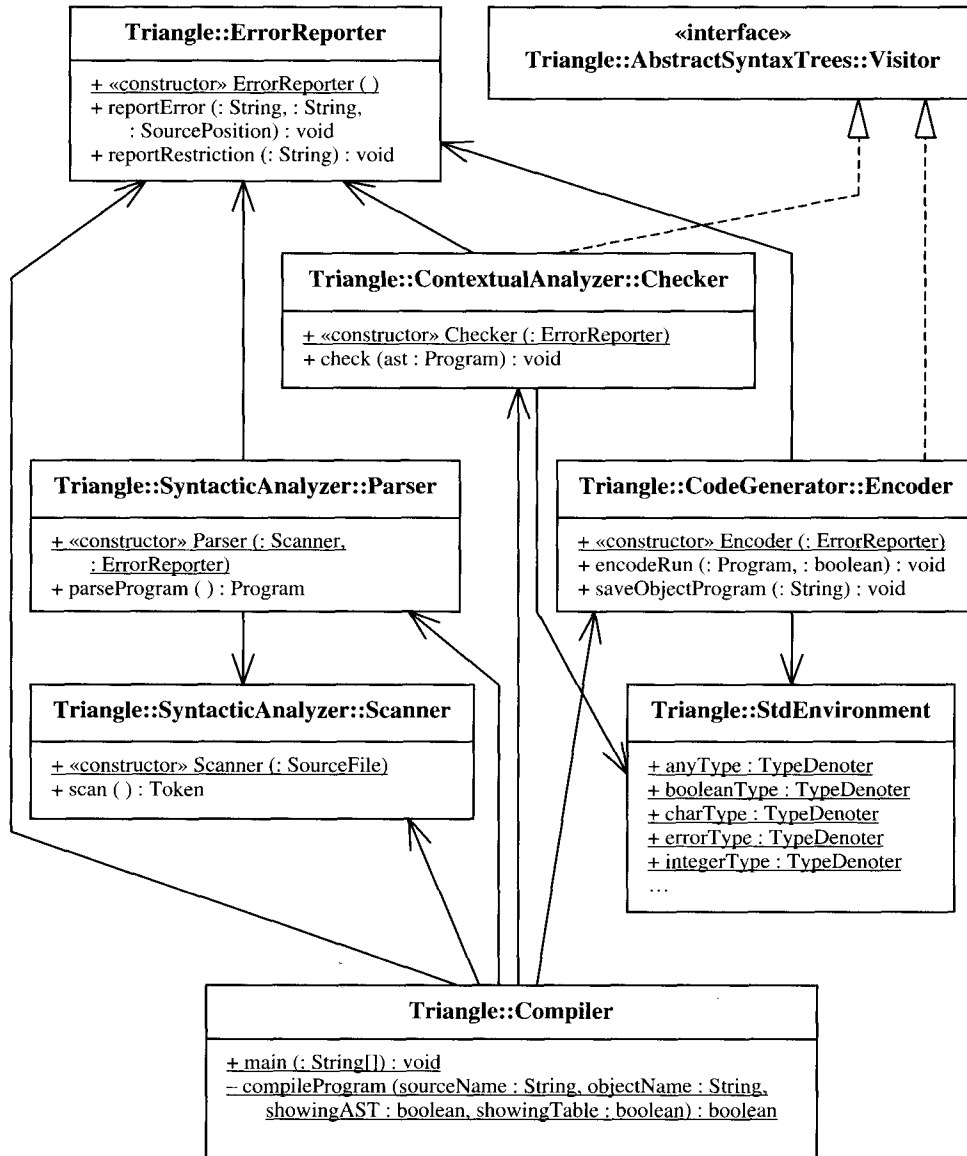 Triangle::ErrorReporter
+ «constructor» ErrorReporter ( )
+ reportError (: String, : String,
: SourcePosition) : void
+ reportRestriction (: String) : void
«interface»
Triangle::AbstractSyntaxTrees::Visitor
Triangle::ContextualAnalyzer::Checker
+ «constructor» Checker (: ErrorReporter)
+ check (ast : Program) : void
Triangle::SyntacticAnalyzer::Parser
+ «constructor» Parser (: Scanner,
: ErrorReporter)
+ parseProgram ( ) : Program
Triangle::CodeGenerator::Encoder
+ «constructor» Encoder (: ErrorReporter)
+ encodeRun (: Program, : boolean) : void
+ saveObjectProgram (: String) : void
Triangle::SyntacticAnalyzer::Scanner
+ «constructor» Scanner (: SourceFile)
+ scan ( ) : Token
Triangle::StdEnvironment
+ anyType : TypeDenoter
+ booleanType : TypeDenoter
+ charType : TypeDenoter
+ errorType : TypeDenoter
+ integerType : TypeDenoter
...
Triangle::Compiler
+ main (: String[]) : void
– compileProgram (sourceName : String, objectName : String,
showingAST : boolean, showingTable : boolean) : boolean